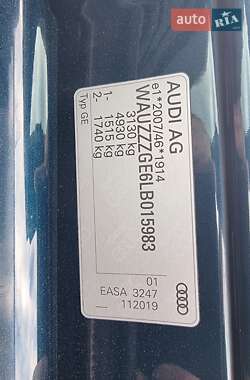 AUTO RIA
AUDI AG
e1*2007/46*1914
WAUZZZGE6LB015983
3130 kg
4930 kg
1- 1515 kg
2- 1740 kg
Typ GE
01
EASA 3247
112019